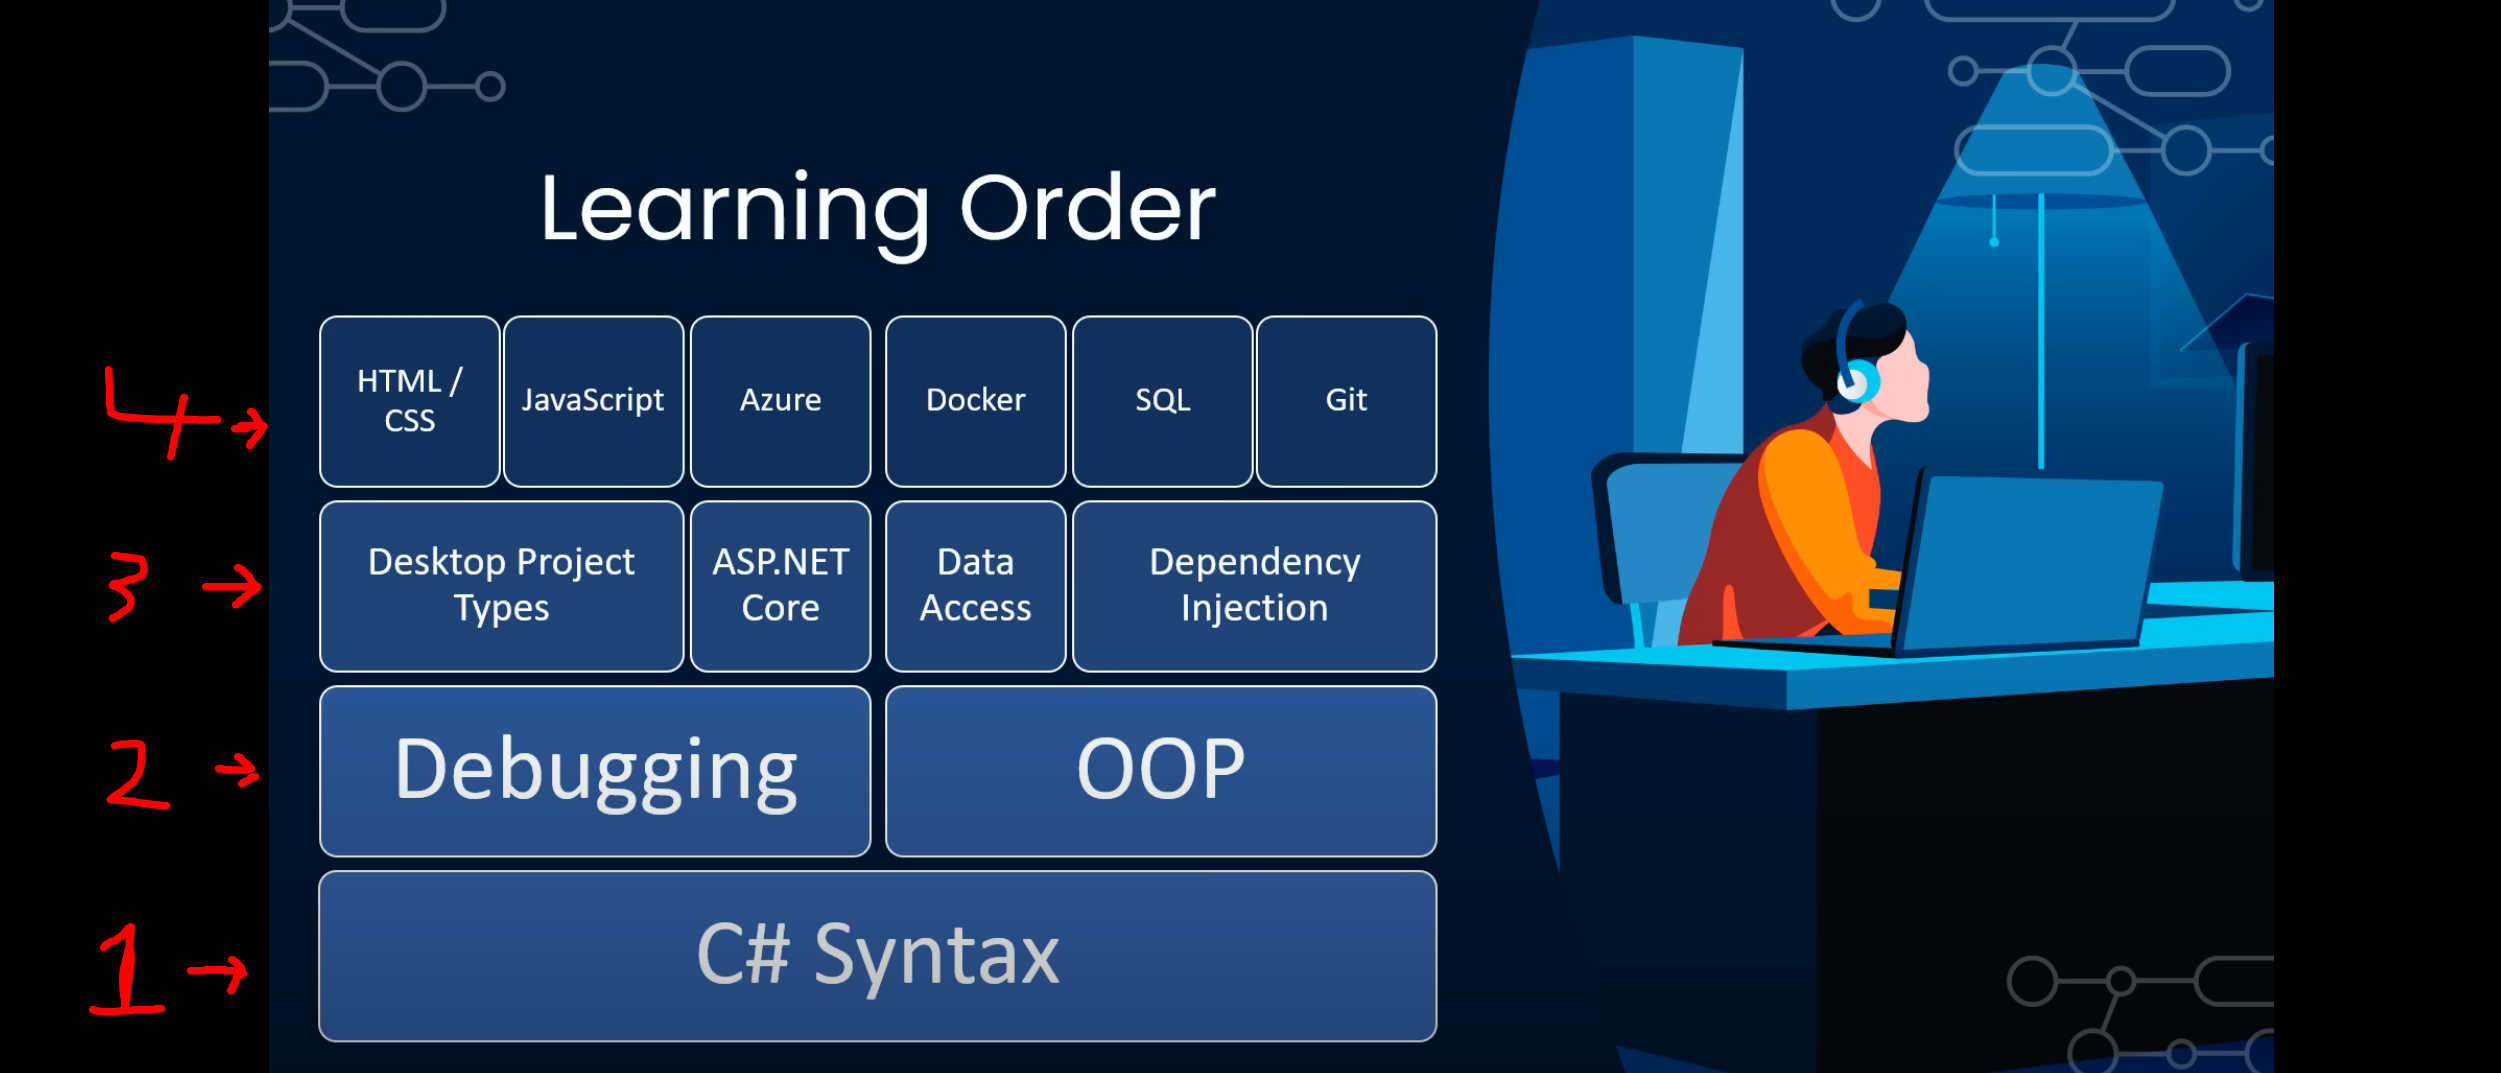 Learning Order
4 → HTML / CSS JavaScript Azure Docker SQL Git
3 → Desktop Project Types ASP.NET Core Data Access Dependency Injection
2 → Debugging OOP
1 → C# Syntax